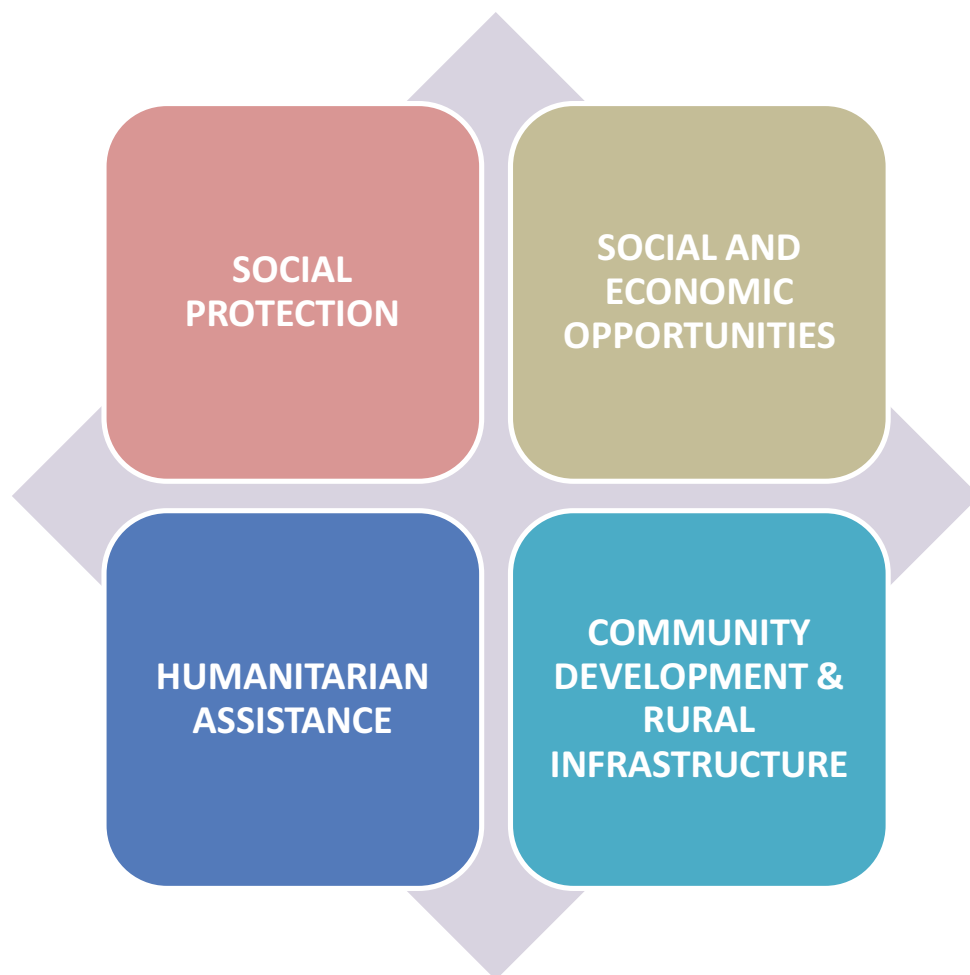 SOCIAL
PROTECTION
SOCIAL AND
ECONOMIC
OPPORTUNITIES
HUMANITARIAN
ASSISTANCE
COMMUNITY
DEVELOPMENT &
RURAL
INFRASTRUCTURE